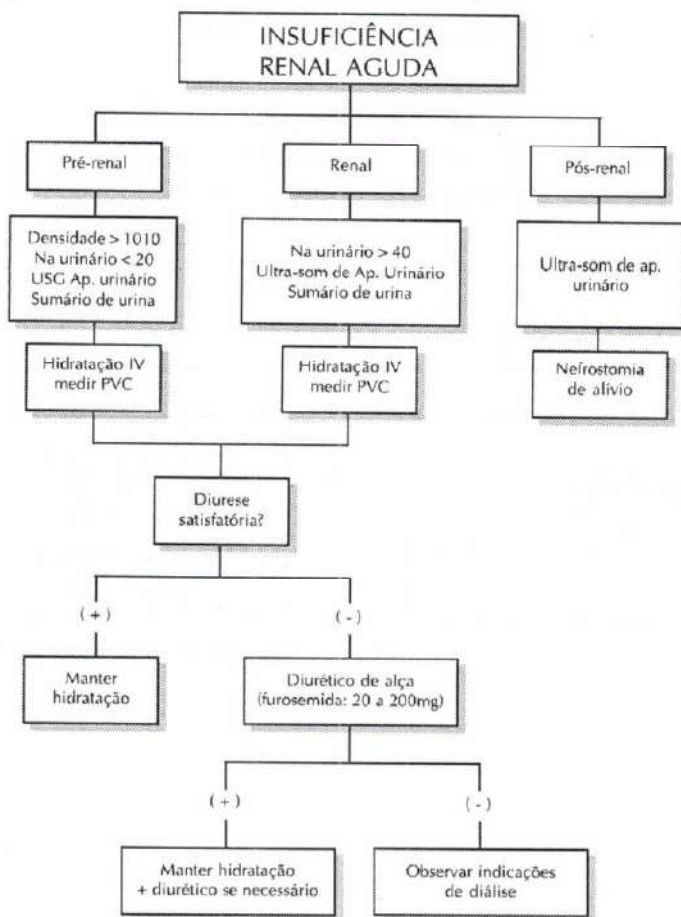 INSUFICIÊNCIA
RENAL AGUDA
Pré-renal
Renal
Pós-renal
Densidade > 1010
Na urinário < 20
USG Ap. urinário
Sumário de urina
Na urinário > 40
Ultra-som de Ap. Urinário
Sumário de urina
Ultra-som de ap.
urinário
Hidratação IV
medir PVC
Hidratação IV
medir PVC
Nefrostomia
de alívio
Diurese
satisfatória?
(+)
(-)
Manter
hidratação
Diurético de alça
(furosemida: 20 a 200mg)
(+)
(-)
Manter hidratação
+ diurético se necessário
Observar indicações
de diálise